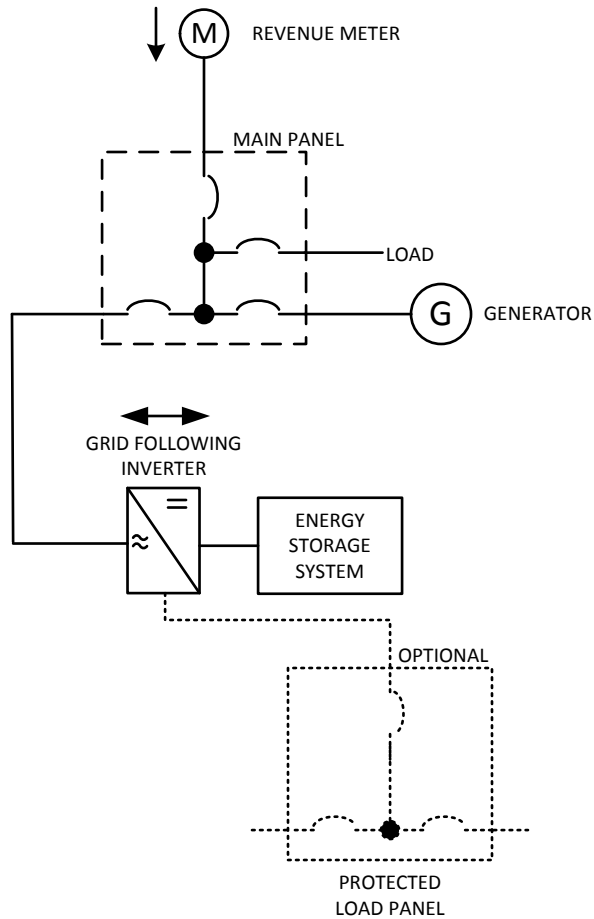 M
REVENUE METER
MAIN PANEL
LOAD
G
GENERATOR
GRID FOLLOWING
INVERTER
ENERGY
STORAGE
SYSTEM
OPTIONAL
PROTECTED
LOAD PANEL